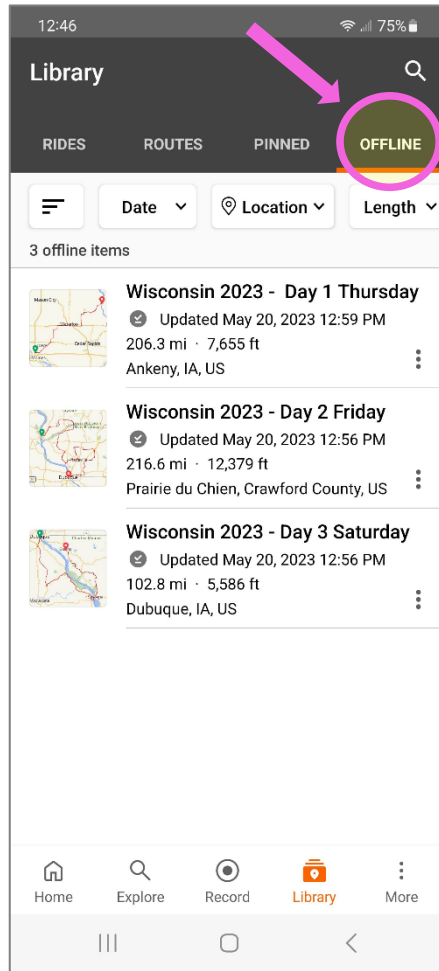 12:46 75%
Library
RIDES ROUTES PINNED OFFLINE
Date Location Length
3 offline items
Wisconsin 2023 - Day 1 Thursday
Updated May 20, 2023 12:59 PM
206.3 mi · 7,655 ft
Ankeny, IA, US
Wisconsin 2023 - Day 2 Friday
Updated May 20, 2023 12:56 PM
216.6 mi · 12,379 ft
Prairie du Chien, Crawford County, US
Wisconsin 2023 - Day 3 Saturday
Updated May 20, 2023 12:56 PM
102.8 mi · 5,586 ft
Dubuque, IA, US
Home Explore Record Library More